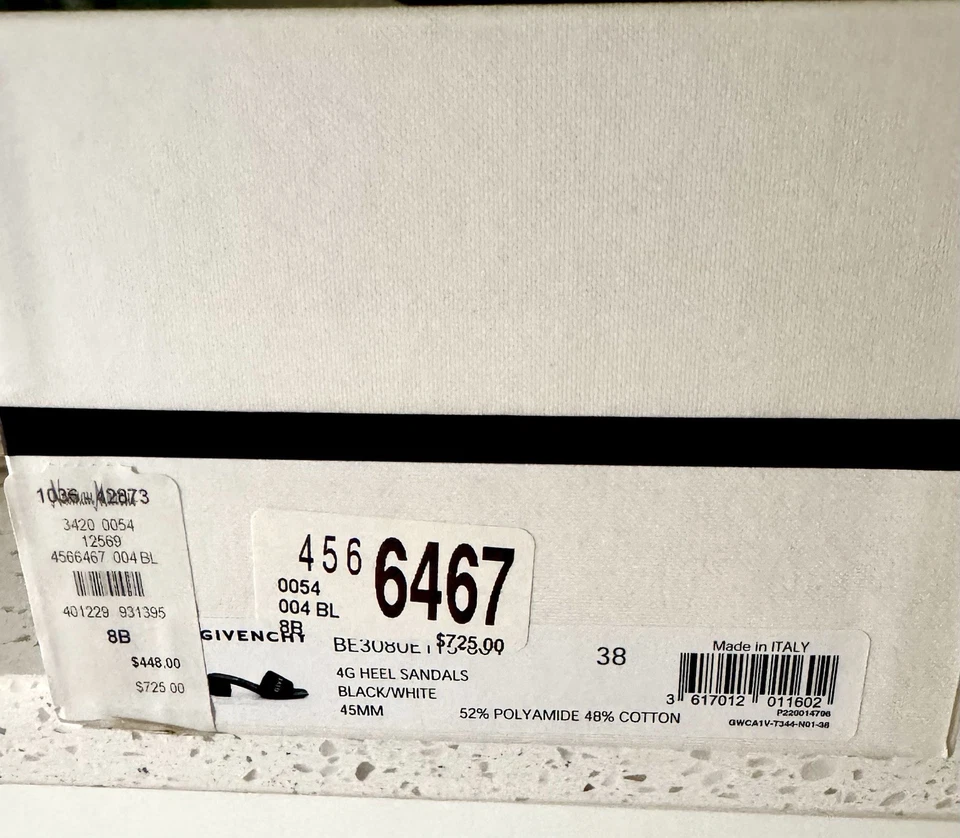 1036 42873
Neiman Marcus
3420 0054
12569
4566467 004 BL
401229 931395
8B
$448.00
$725.00
456 6467
0054
004 BL
8B
$725.00
GIVENCHY
4G HEEL SANDALS
BLACK/WHITE
45MM
52% POLYAMIDE 48% COTTON
38
Made in ITALY
3 617012 011602
P220014796
GWCA1V-T344-N01-38